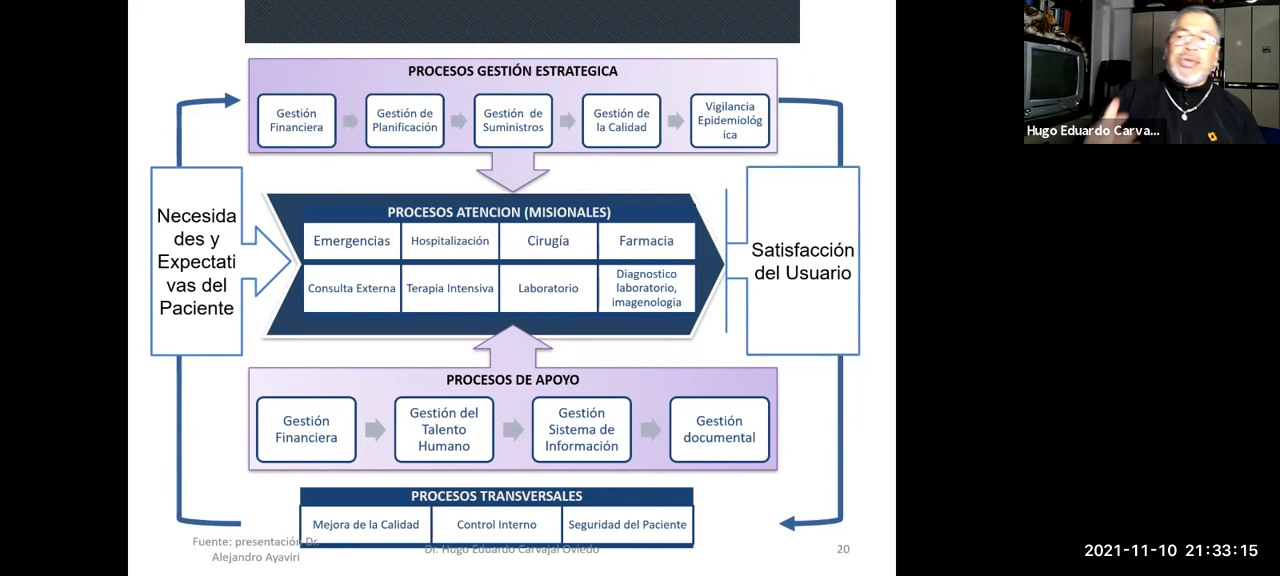 PROCESOS GESTIÓN ESTRATEGICA
Gestión
Financiera
Gestión de
Planificación
Gestión de
Suministros
Gestión de
la Calidad
Vigilancia
Epidemiológ
ica
Necesida
des y
Expectati
vas del
Paciente
PROCESOS ATENCION (MISIONALES)
Emergencias
Hospitalización
Cirugía
Farmacia
Consulta Externa
Terapia Intensiva
Laboratorio
Diagnostico
laboratorio,
imagenologia
Satisfacción
del Usuario
PROCESOS DE APOYO
Gestión
Financiera
Gestión del
Talento
Humano
Gestión
Sistema de
Información
Gestión
documental
PROCESOS TRANSVERSALES
Mejora de la Calidad
Control Interno
Seguridad del Paciente
Fuente: presentación Dr.
Alejandro Ayaviri
Dr. Hugo Eduardo Carvajal Oviedo
20
Hugo Eduardo Carva...
2021-11-10 21:33:15